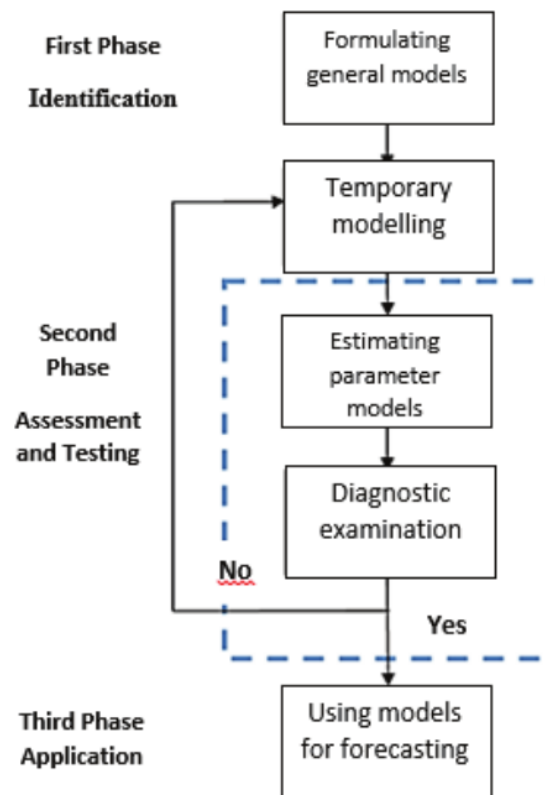 First Phase
Identification
Formulating
general models
Temporary
modelling
Second
Phase
Assessment
and Testing
Estimating
parameter
models
Diagnostic
examination
No
Yes
Third Phase
Application
Using models
for forecasting